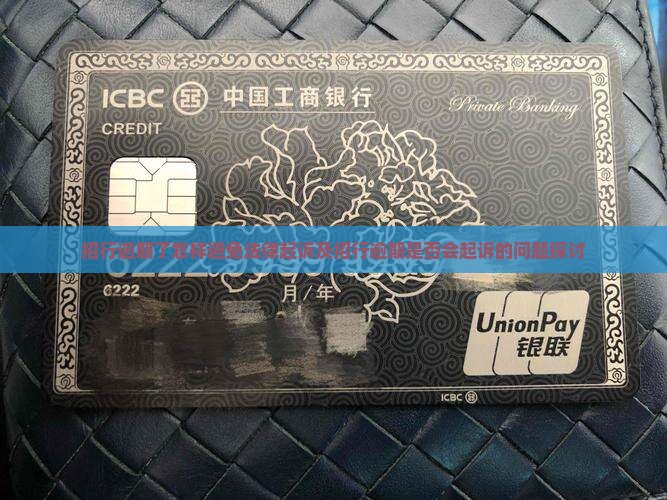 ICBC 中国工商银行
Private Banking
CREDIT
招行逾期了怎样避免法律起诉及招行逾期是否会起诉的问题探讨
6222
月/年
UnionPay
银联
ICBC